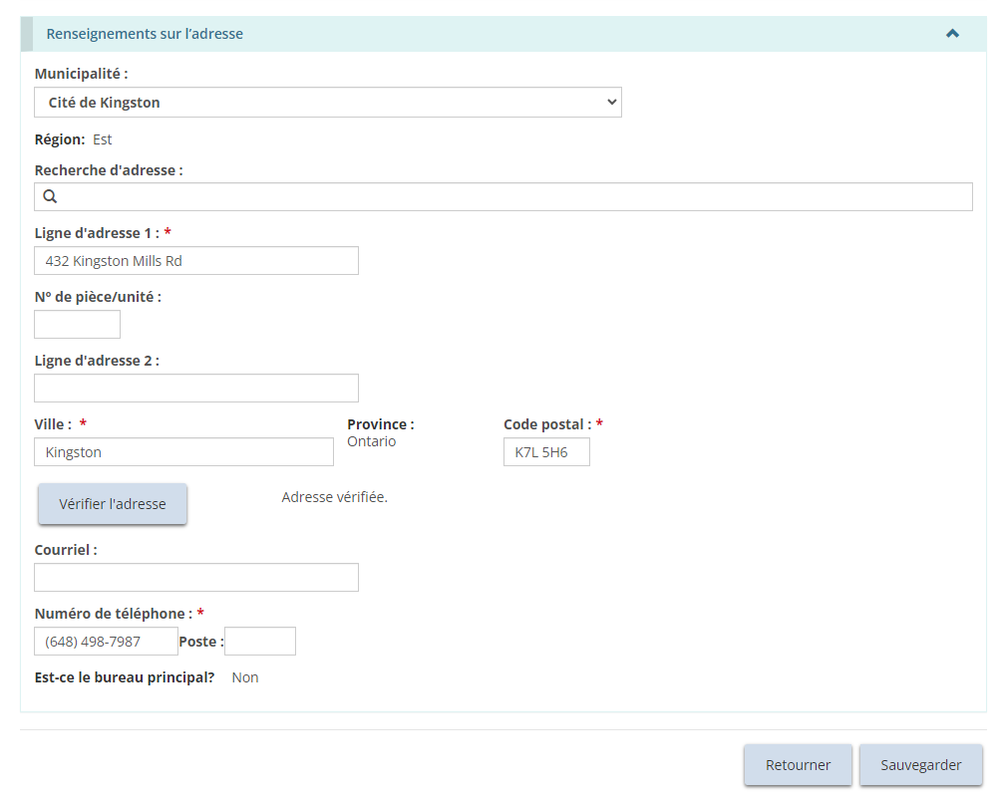 Renseignements sur l’adresse
Municipalité :
Cité de Kingston
Région: Est
Recherche d'adresse :
Ligne d'adresse 1 : *
432 Kingston Mills Rd
Nº de pièce/unité :
Ligne d'adresse 2 :
Ville : * Province : Code postal : *
Kingston Ontario K7L 5H6
Vérifier l'adresse Adresse vérifiée.
Courriel :
Numéro de téléphone : *
(648) 498-7987 Poste :
Est-ce le bureau principal? Non
Retourner Sauvegarder